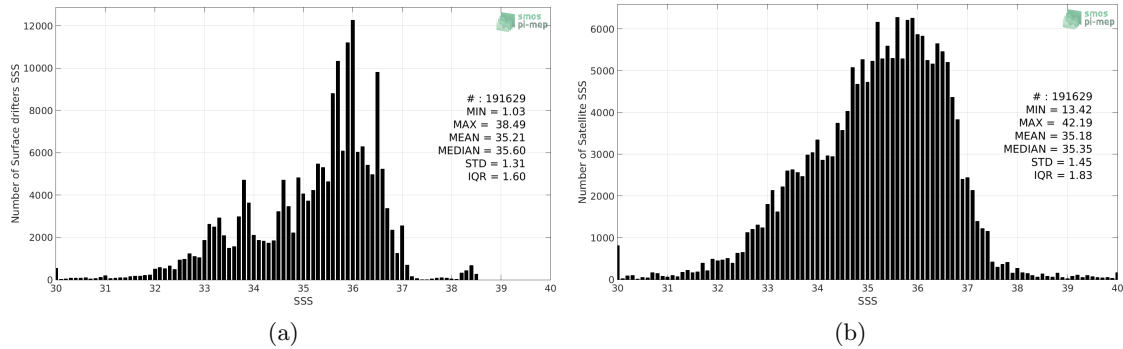 smos
pi-mep
Number of Surface drifters SSS
12000
10000
8000
6000
4000
2000
0
# : 191629
MIN = 1.03
MAX = 38.49
MEAN = 35.21
MEDIAN = 35.60
STD = 1.31
IQR = 1.60
30 31 32 33 34 35 36 37 38 39 40
SSS
(a)
smos
pi-mep
Number of Satellite SSS
6000
5000
4000
3000
2000
1000
0
# : 191629
MIN = 13.42
MAX = 42.19
MEAN = 35.18
MEDIAN = 35.35
STD = 1.45
IQR = 1.83
30 31 32 33 34 35 36 37 38 39 40
SSS
(b)